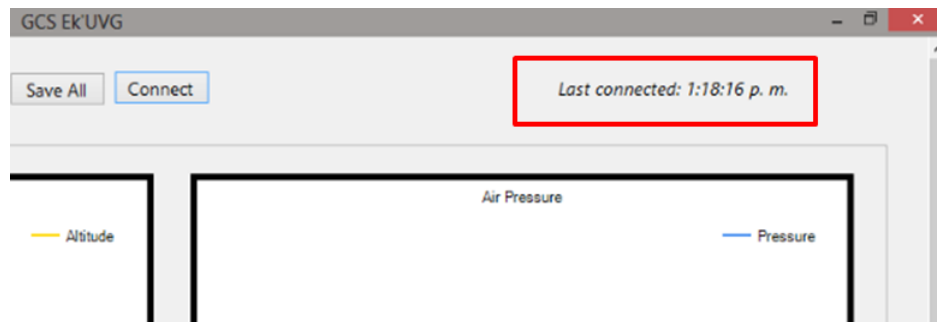 GCS Ek'UVG
Save All
Connect
Last connected: 1:18:16 p. m.
Air Pressure
Altitude
Pressure